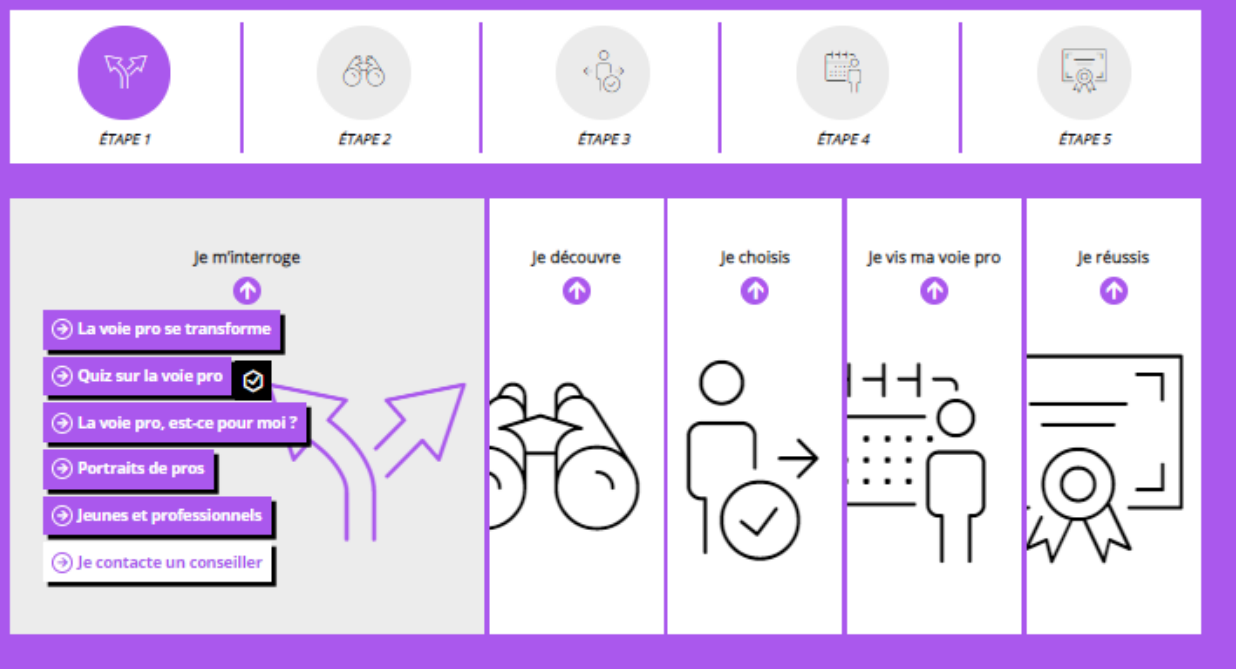 ÉTAPE 1
ÉTAPE 2
ÉTAPE 3
ÉTAPE 4
ÉTAPE 5
Je m'interroge
La voie pro se transforme
Quiz sur la voie pro
La voie pro, est-ce pour moi ?
Portraits de pros
Jeunes et professionnels
Je contacte un conseiller
Je découvre
Je choisis
Je vis ma voie pro
Je réussis